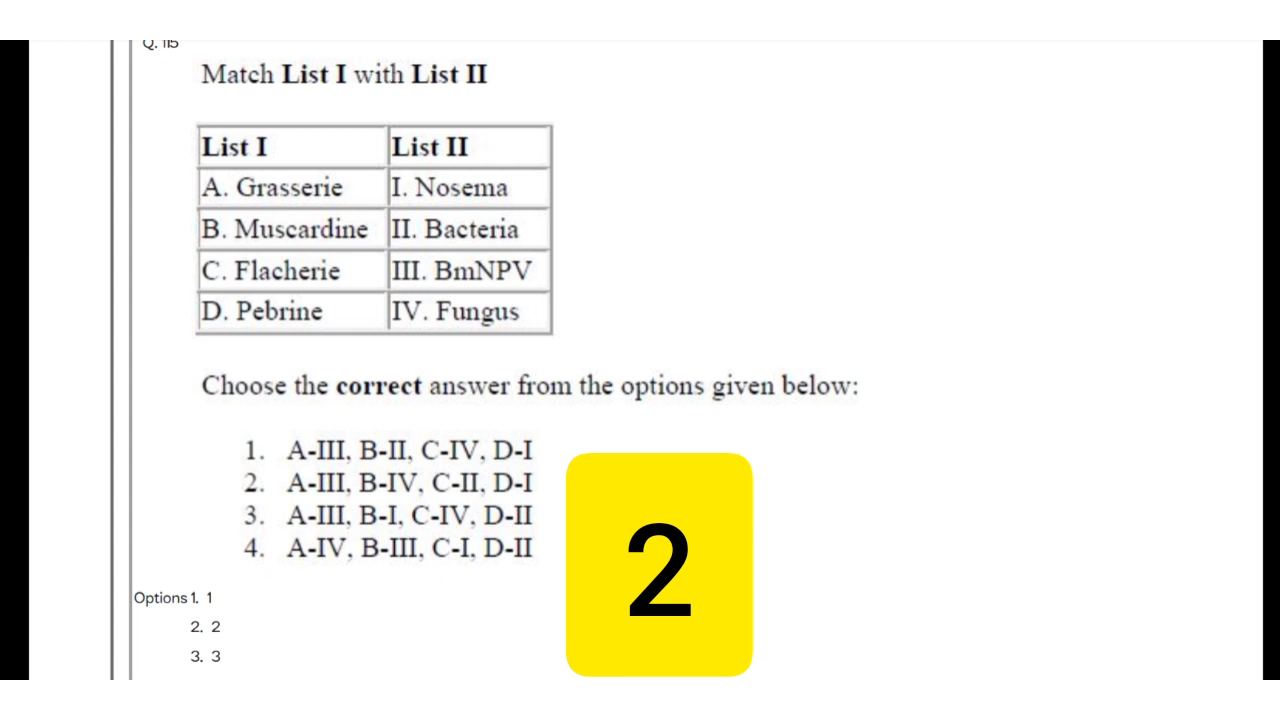 Q. 115
Match List I with List II
List I List II
A. Grasserie I. Nosema
B. Muscardine II. Bacteria
C. Flacherie III. BmNPV
D. Pebrine IV. Fungus
Choose the correct answer from the options given below:
1. A-III, B-II, C-IV, D-I
2. A-III, B-IV, C-II, D-I
3. A-III, B-I, C-IV, D-II
4. A-IV, B-III, C-I, D-II
2
Options 1. 1
2. 2
3. 3